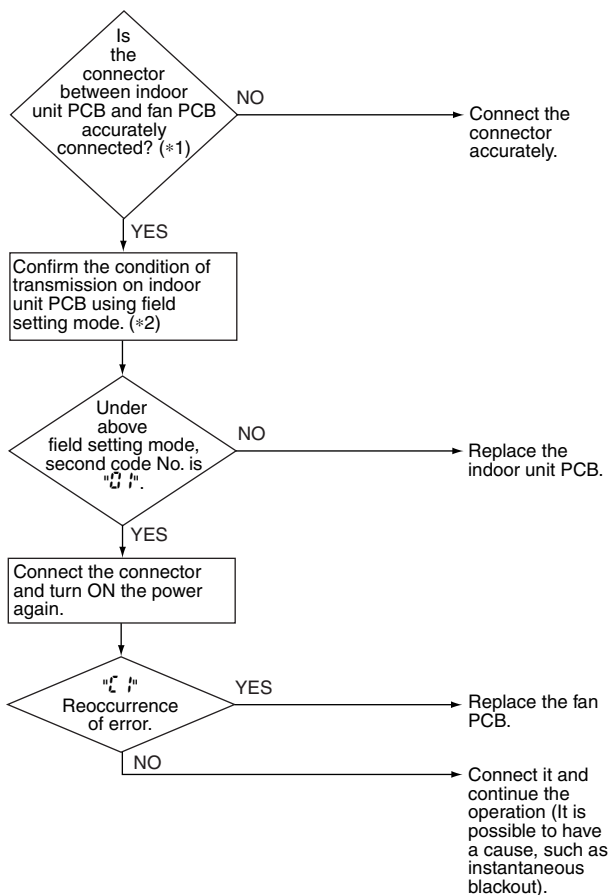 Is
the
connector
between indoor
unit PCB and fan PCB
accurately
connected? (*1)
NO
Connect the
connector
accurately.
YES
Confirm the condition of
transmission on indoor
unit PCB using field
setting mode. (*2)
Under
above
field setting mode,
second code No. is
"01".
NO
Replace the
indoor unit PCB.
YES
Connect the connector
and turn ON the power
again.
"C1"
Reoccurrence
of error.
YES
Replace the fan
PCB.
NO
Connect it and
continue the
operation (It is
possible to have
a cause, such as
instantaneous
blackout).